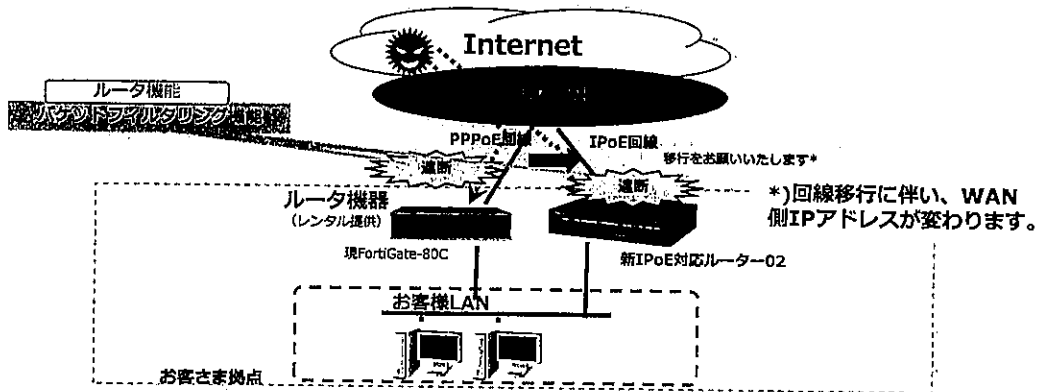 Internet
ルータ機能
パケットフィルタリング機能
PPPoE回線
IPoE回線
移行をお願いいたします*
遮断
遮断
*)回線移行に伴い、WAN
側IPアドレスが変わります。
ルータ機器
(レンタル提供)
現FortiGate-80C
新IPoE対応ルーター02
お客様LAN
お客さま拠点